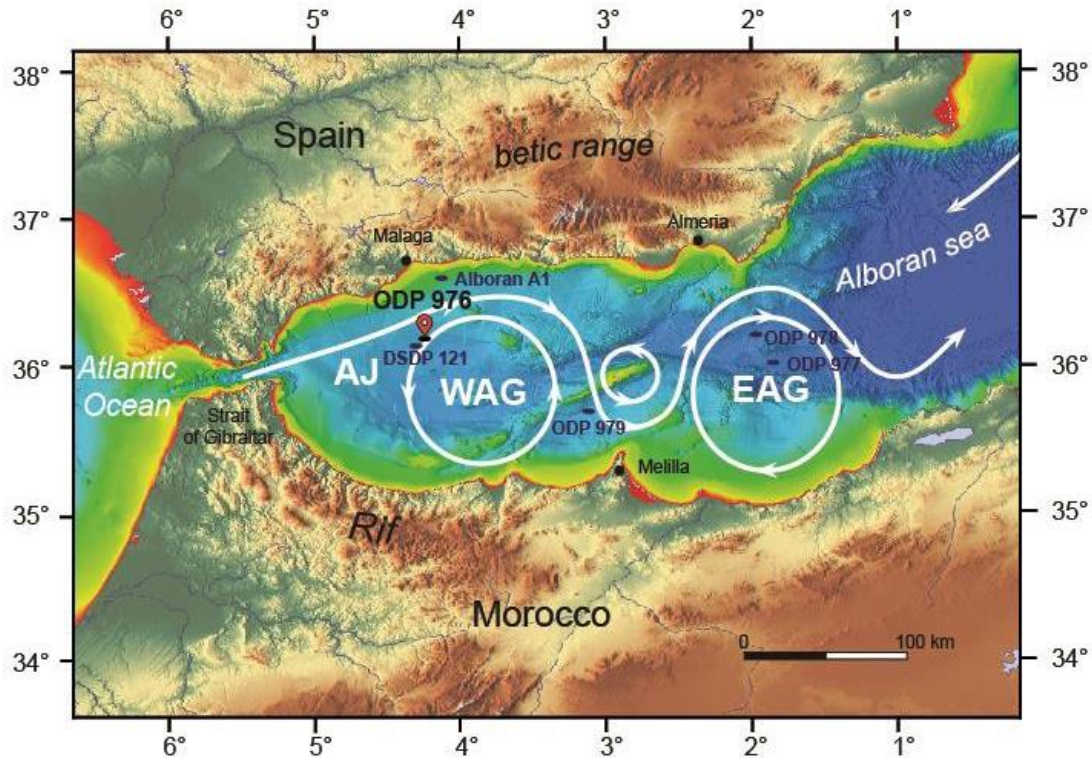 6° 5° 4° 3° 2° 1°
38° 38°
Spain
betic range
37° 37°
Malaga
Almeria
Alboran sea
Alboran A1
ODP 976
ODP 978
DSDP 121
ODP 977
36° 36°
Atlantic
Ocean
AJ
WAG
EAG
Strait
of Gibraltar
ODP 979
Melilla
35° 35°
Rif
Morocco
0 100 km
34° 34°
6° 5° 4° 3° 2° 1°